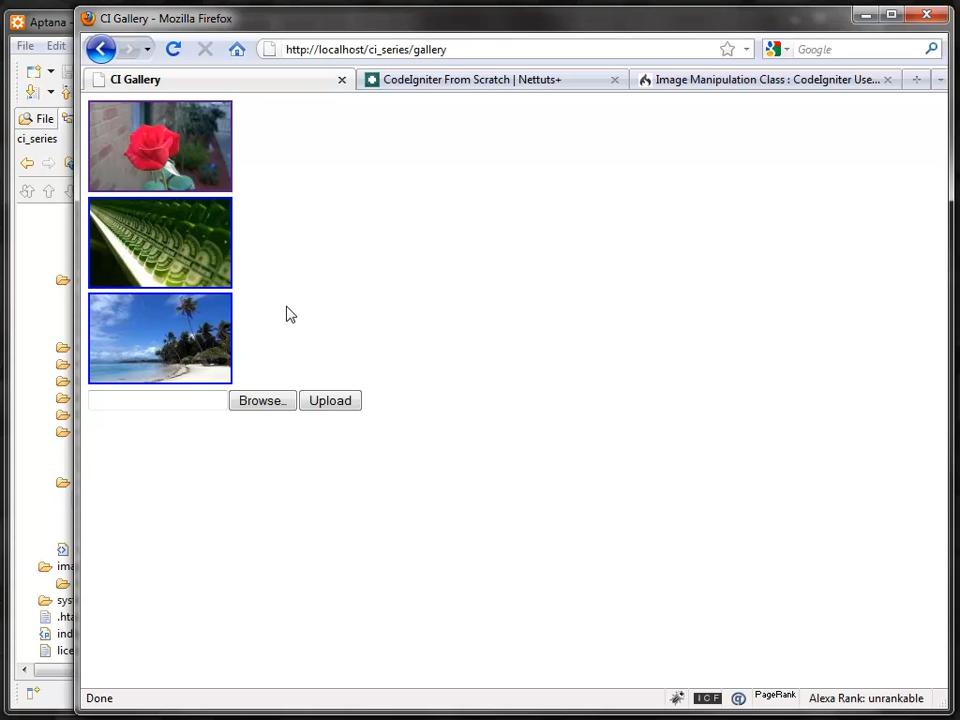 Aptana -
CI Gallery - Mozilla Firefox
File Edit
http://localhost/ci_series/gallery
Google
CI Gallery
CodeIgniter From Scratch | Nettuts+
Image Manipulation Class : CodeIgniter Use...
File
ci_series
Browse...
Upload
ima
sys
.hta
ind
lice
Done
ICF
PageRank
Alexa Rank: unrankable